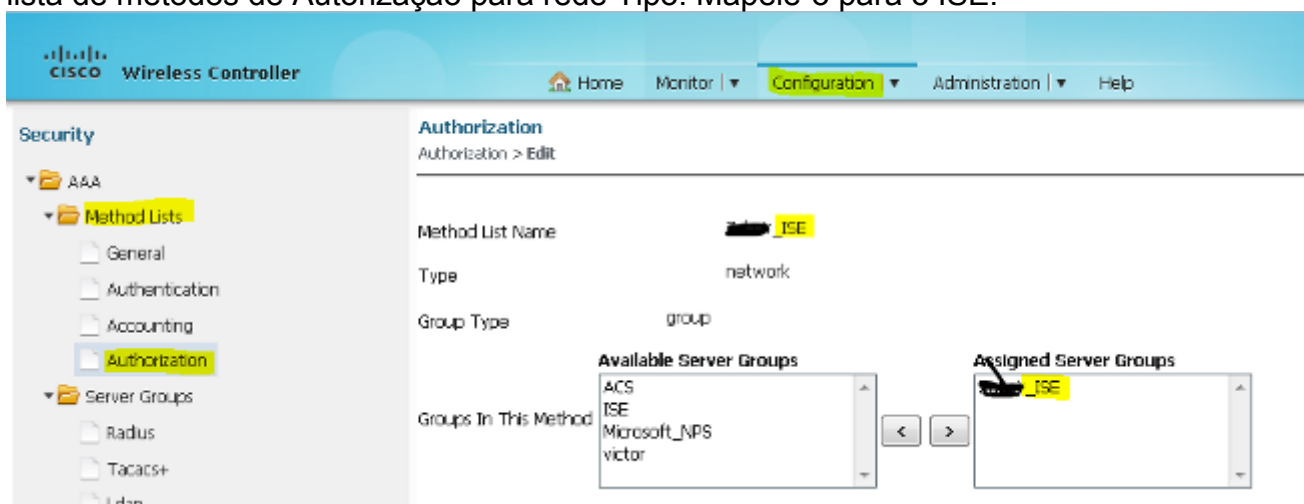 lista de métodos de Autorização para rede Tipo. Mapeie-o para o ISE.
CISCO Wireless Controller
Home Monitor Configuration Administration Help
Security
AAA
Method Lists
General
Authentication
Accounting
Authorization
Server Groups
Radius
Tacacs+
Ldap
Authorization
Authorization > Edit
Method List Name _ISE
Type network
Group Type group
Available Server Groups Assigned Server Groups
Groups In This Method
ACS
ISE
Microsoft_NPS
victor
< >
_ISE